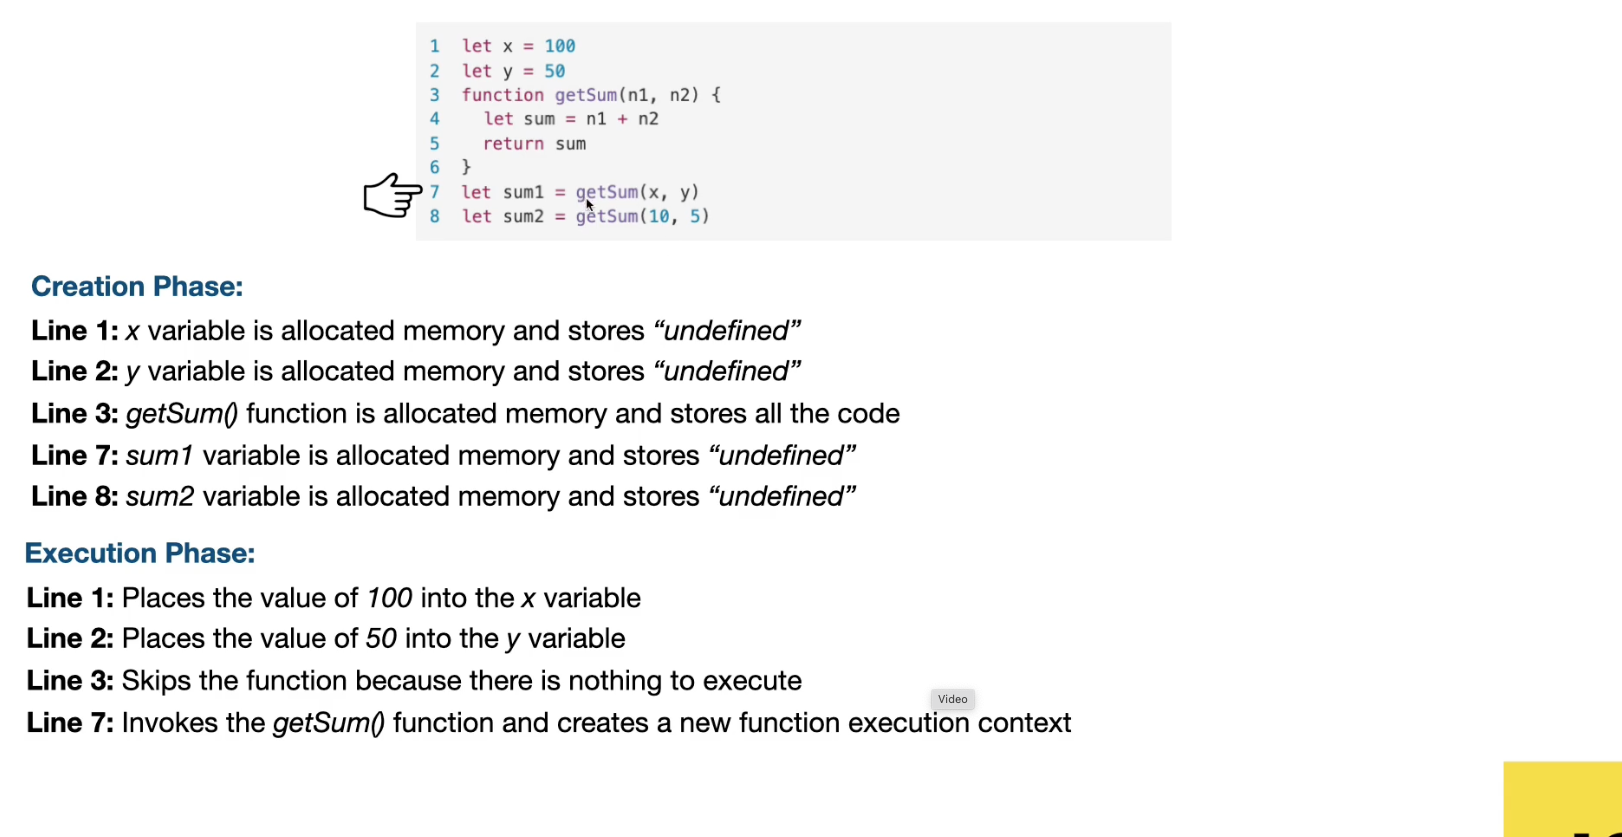 1 let x = 100
2 let y = 50
3 function getSum(n1, n2) {
4 let sum = n1 + n2
5 return sum
6 }
7 let sum1 = getSum(x, y)
8 let sum2 = getSum(10, 5)
Creation Phase:
Line 1: x variable is allocated memory and stores “undefined”
Line 2: y variable is allocated memory and stores “undefined”
Line 3: getSum() function is allocated memory and stores all the code
Line 7: sum1 variable is allocated memory and stores “undefined”
Line 8: sum2 variable is allocated memory and stores “undefined”
Execution Phase:
Line 1: Places the value of 100 into the x variable
Line 2: Places the value of 50 into the y variable
Line 3: Skips the function because there is nothing to execute
Video
Line 7: Invokes the getSum() function and creates a new function execution context